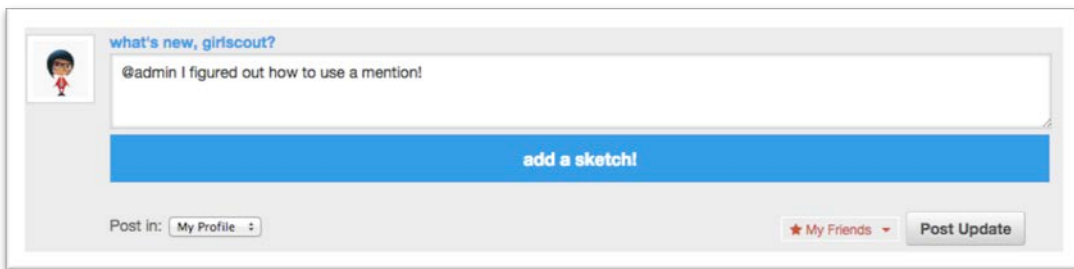 what's new, girlscout?
@admin I figured out how to use a mention!
add a sketch!
Post in: My Profile
My Friends
Post Update